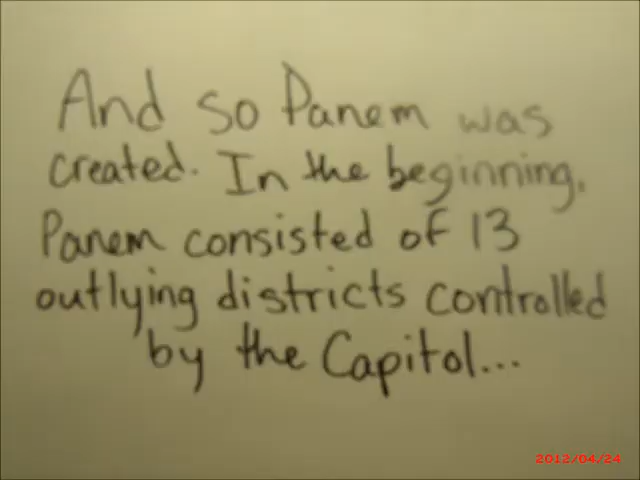 And so Panem was
created. In the beginning,
Panem consisted of 13
outlying districts controlled
by the Capitol...
2012/04/24